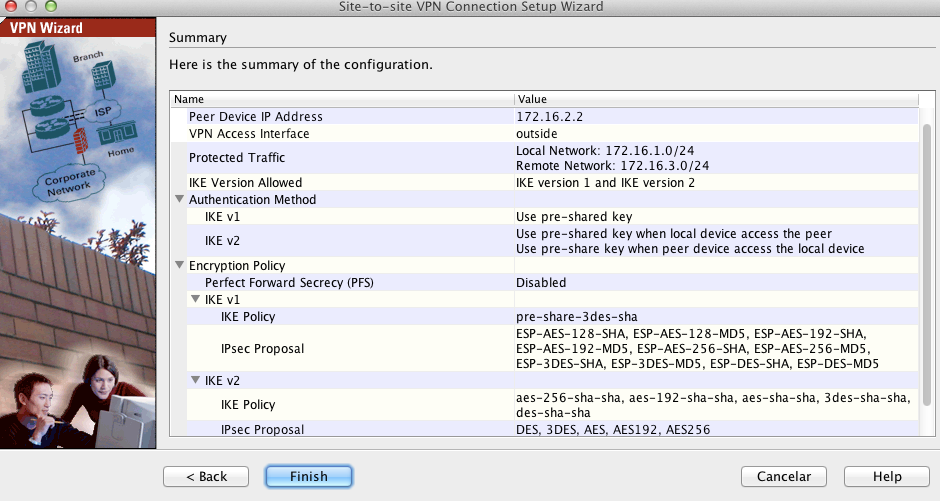 Site-to-site VPN Connection Setup Wizard
VPN Wizard
Branch
ISP
Home
Corporate
Network
Summary
Here is the summary of the configuration.
Name Value
Peer Device IP Address 172.16.2.2
VPN Access Interface outside
Protected Traffic Local Network: 172.16.1.0/24
Remote Network: 172.16.3.0/24
IKE Version Allowed IKE version 1 and IKE version 2
Authentication Method
IKE v1 Use pre-shared key
IKE v2 Use pre-shared key when local device access the peer
Use pre-share key when peer device access the local device
Encryption Policy
Perfect Forward Secrecy (PFS) Disabled
IKE v1
IKE Policy pre-share-3des-sha
IPsec Proposal ESP-AES-128-SHA, ESP-AES-128-MD5, ESP-AES-192-SHA,
ESP-AES-192-MD5, ESP-AES-256-SHA, ESP-AES-256-MD5,
ESP-3DES-SHA, ESP-3DES-MD5, ESP-DES-SHA, ESP-DES-MD5
IKE v2
IKE Policy aes-256-sha-sha, aes-192-sha-sha, aes-sha-sha, 3des-sha-sha,
des-sha-sha
IPsec Proposal DES, 3DES, AES, AES192, AES256
< Back Finish Cancelar Help